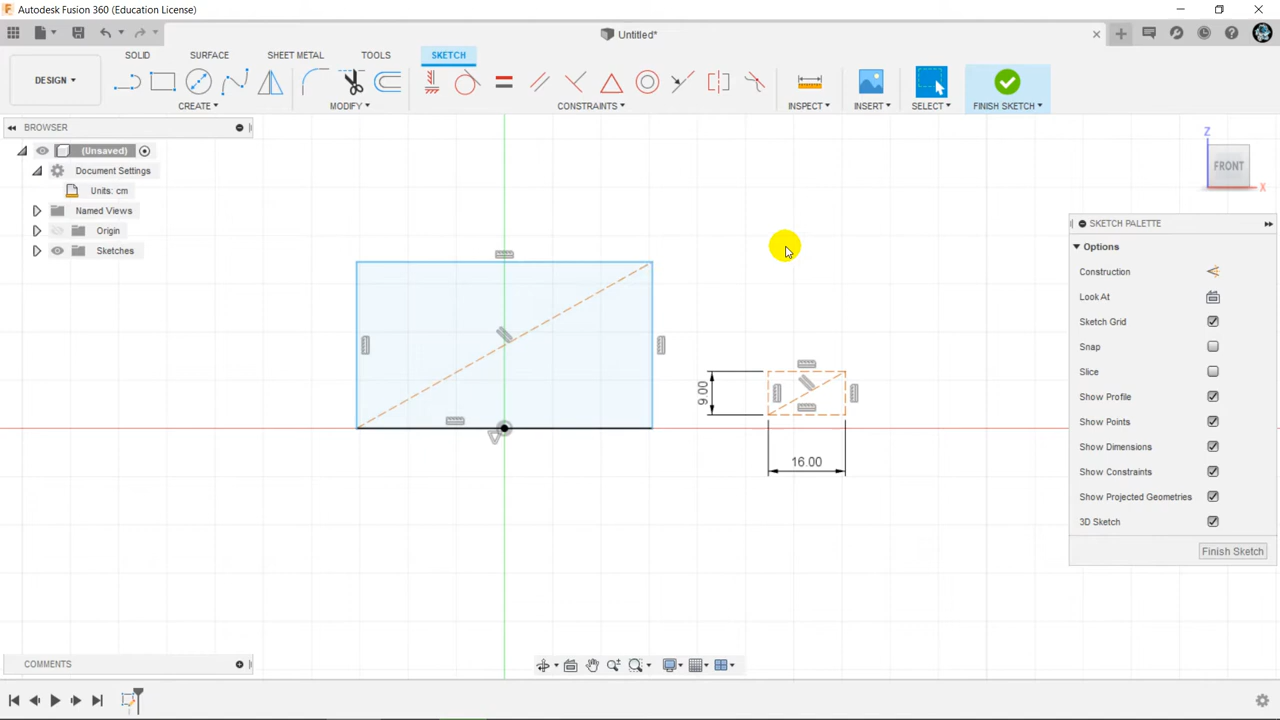 Autodesk Fusion 360 (Education License)
Untitled*
DESIGN
SOLID
SURFACE
SHEET METAL
TOOLS
SKETCH
CREATE
MODIFY
CONSTRAINTS
INSPECT
INSERT
SELECT
FINISH SKETCH
BROWSER
(Unsaved)
Document Settings
Units: cm
Named Views
Origin
Sketches
Z
FRONT
X
SKETCH PALETTE
Options
Construction
Look At
Sketch Grid
Snap
Slice
Show Profile
Show Points
Show Dimensions
Show Constraints
Show Projected Geometries
3D Sketch
Finish Sketch
9.00
16.00
COMMENTS